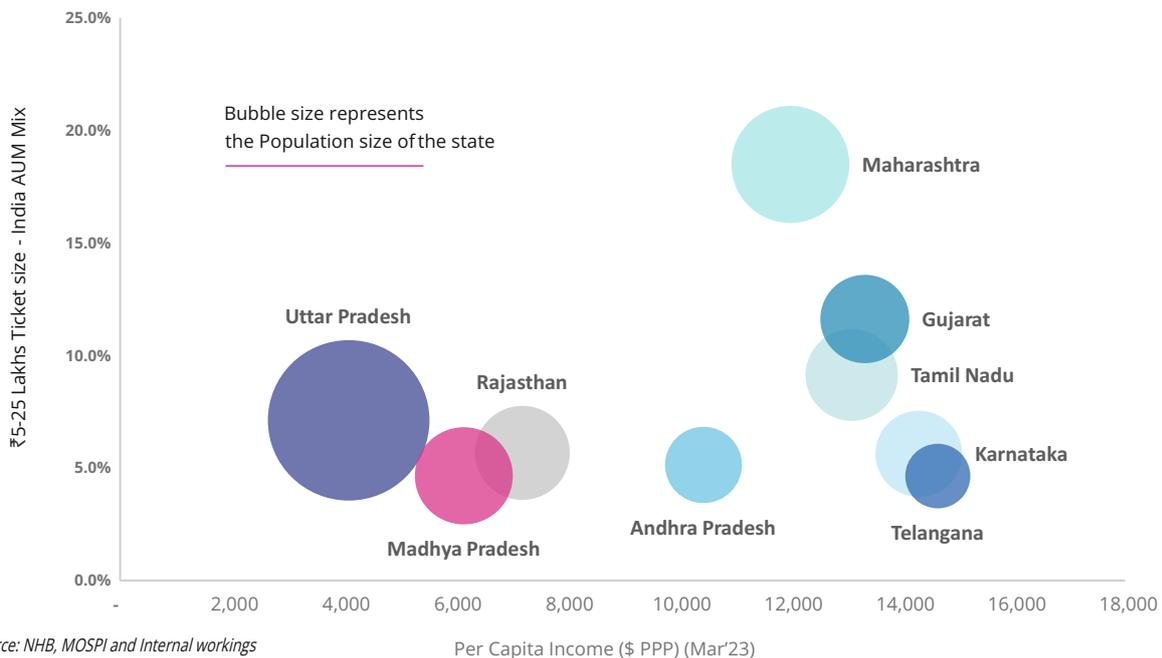 25.0%
20.0%
15.0%
10.0%
5.0%
0.0%
₹5-25 Lakhs Ticket size - India AUM Mix
Bubble size represents
the Population size of the state
Maharashtra
Gujarat
Uttar Pradesh
Tamil Nadu
Rajasthan
Karnataka
Andhra Pradesh
Telangana
Madhya Pradesh
- 2,000 4,000 6,000 8,000 10,000 12,000 14,000 16,000 18,000
Per Capita Income ($ PPP) (Mar’23)
rce: NHB, MOSPI and Internal workings